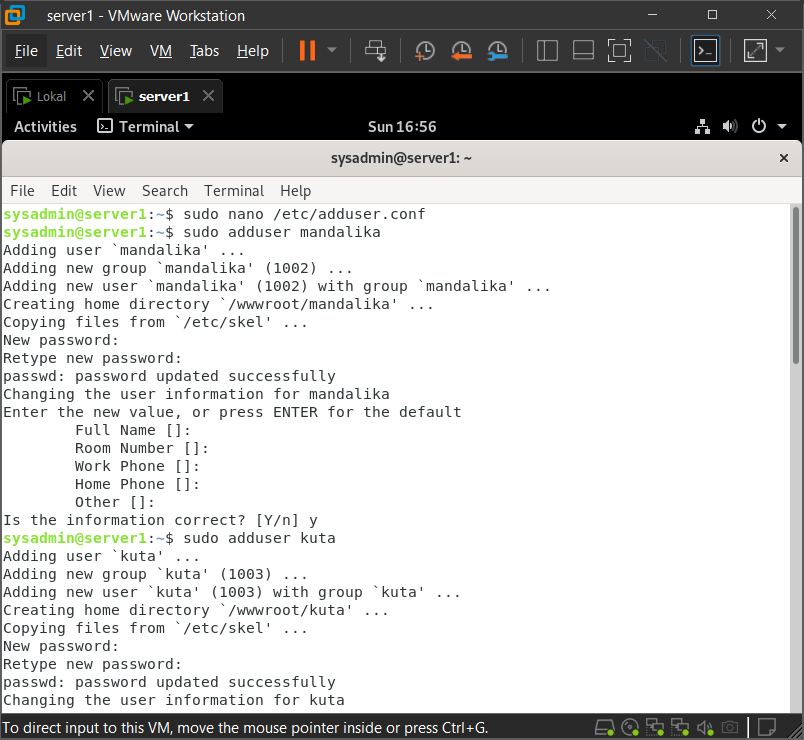 server1 - VMware Workstation
File Edit View VM Tabs Help
Lokal server1
Activities Terminal Sun 16:56
sysadmin@server1: ~
File Edit View Search Terminal Help
sysadmin@server1:~$ sudo nano /etc/adduser.conf
sysadmin@server1:~$ sudo adduser mandalika
Adding user `mandalika' ...
Adding new group `mandalika' (1002) ...
Adding new user `mandalika' (1002) with group `mandalika' ...
Creating home directory `/wwwroot/mandalika' ...
Copying files from `/etc/skel' ...
New password:
Retype new password:
passwd: password updated successfully
Changing the user information for mandalika
Enter the new value, or press ENTER for the default
Full Name []:
Room Number []:
Work Phone []:
Home Phone []:
Other []:
Is the information correct? [Y/n] y
sysadmin@server1:~$ sudo adduser kuta
Adding user `kuta' ...
Adding new group `kuta' (1003) ...
Adding new user `kuta' (1003) with group `kuta' ...
Creating home directory `/wwwroot/kuta' ...
Copying files from `/etc/skel' ...
New password:
Retype new password:
passwd: password updated successfully
Changing the user information for kuta
To direct input to this VM, move the mouse pointer inside or press Ctrl+G.